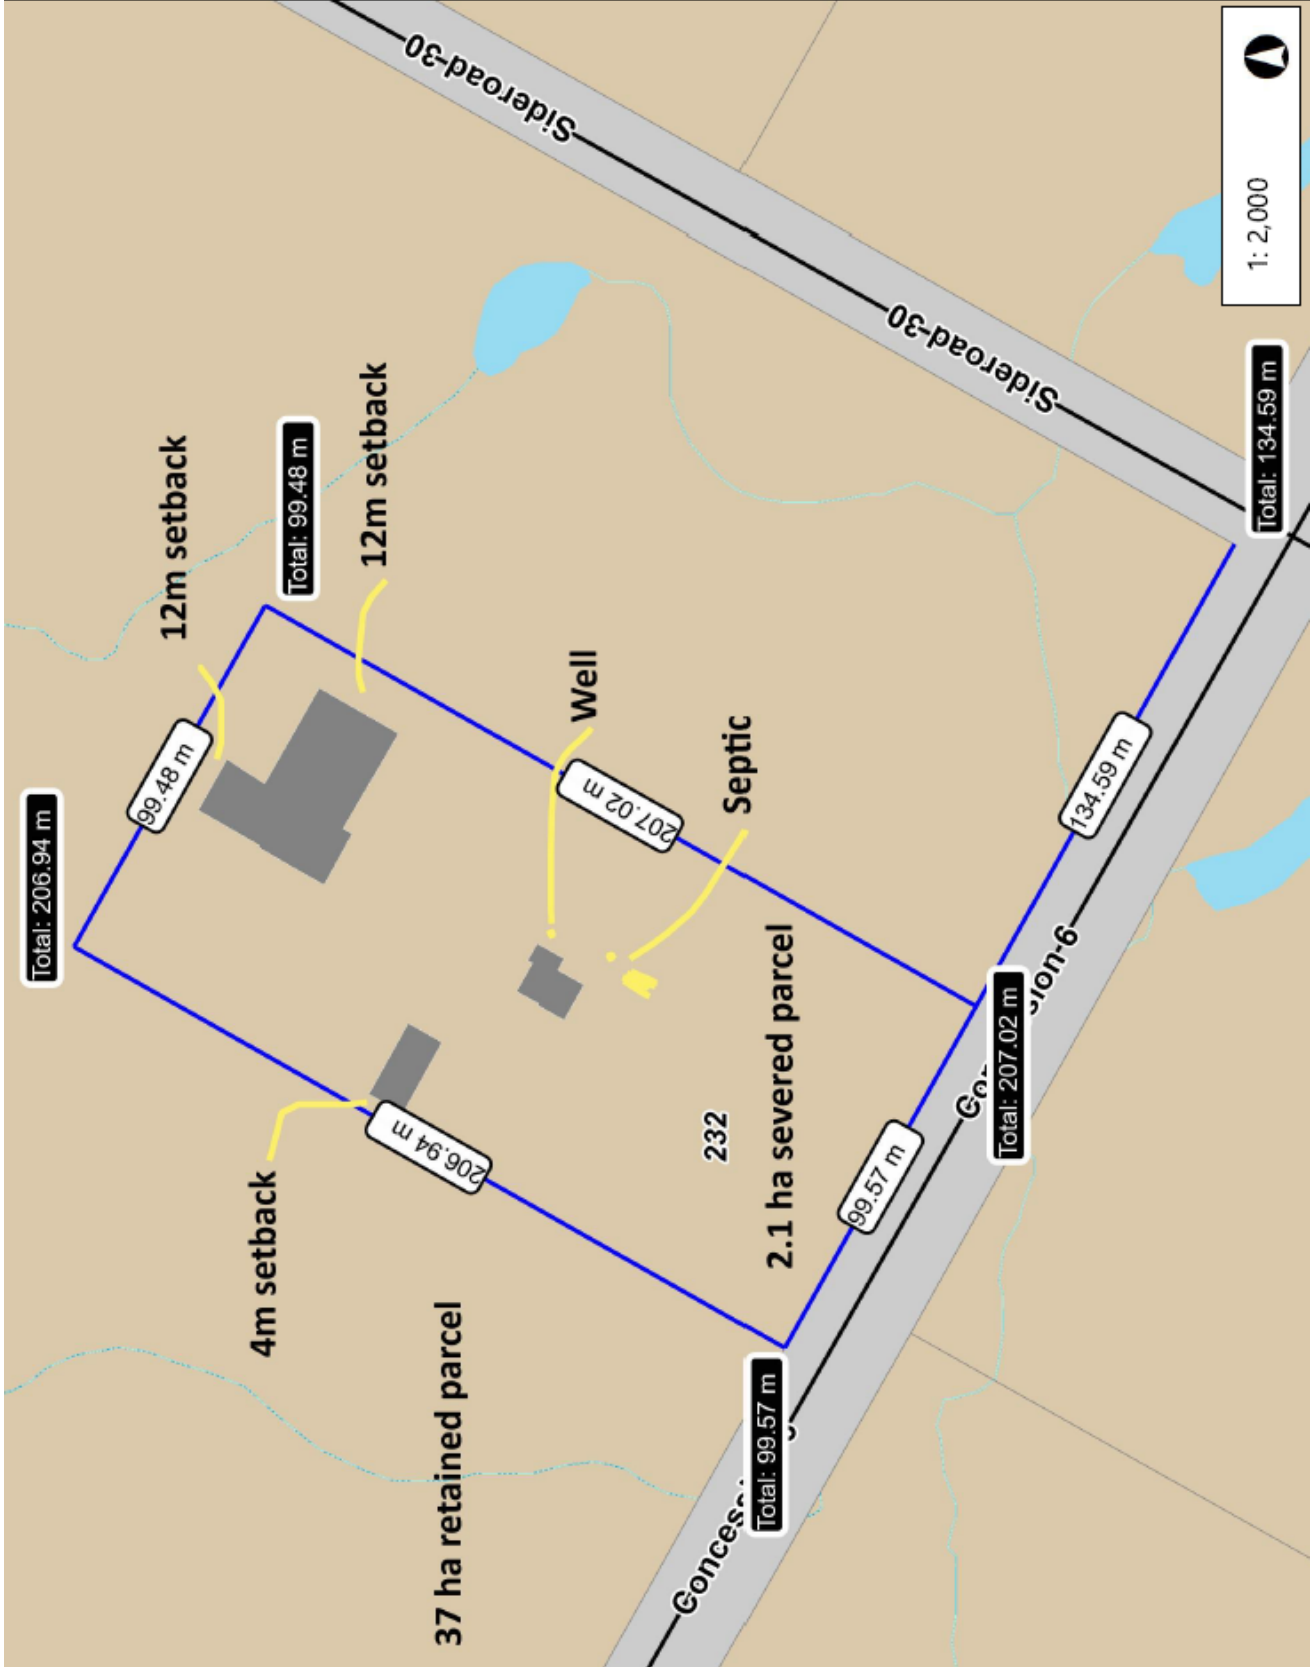 Total: 206.94 m
99.48 m
12m setback
4m setback
Total: 99.48 m
12m setback
206.94 m
37 ha retained parcel
Sideroad-30
Well
207.02 m
232
Septic
Total: 99.57 m
2.1 ha severed parcel
99.57 m
Sideroad-30
Total: 207.02 m
134.59 m
1: 2,000
Total: 134.59 m